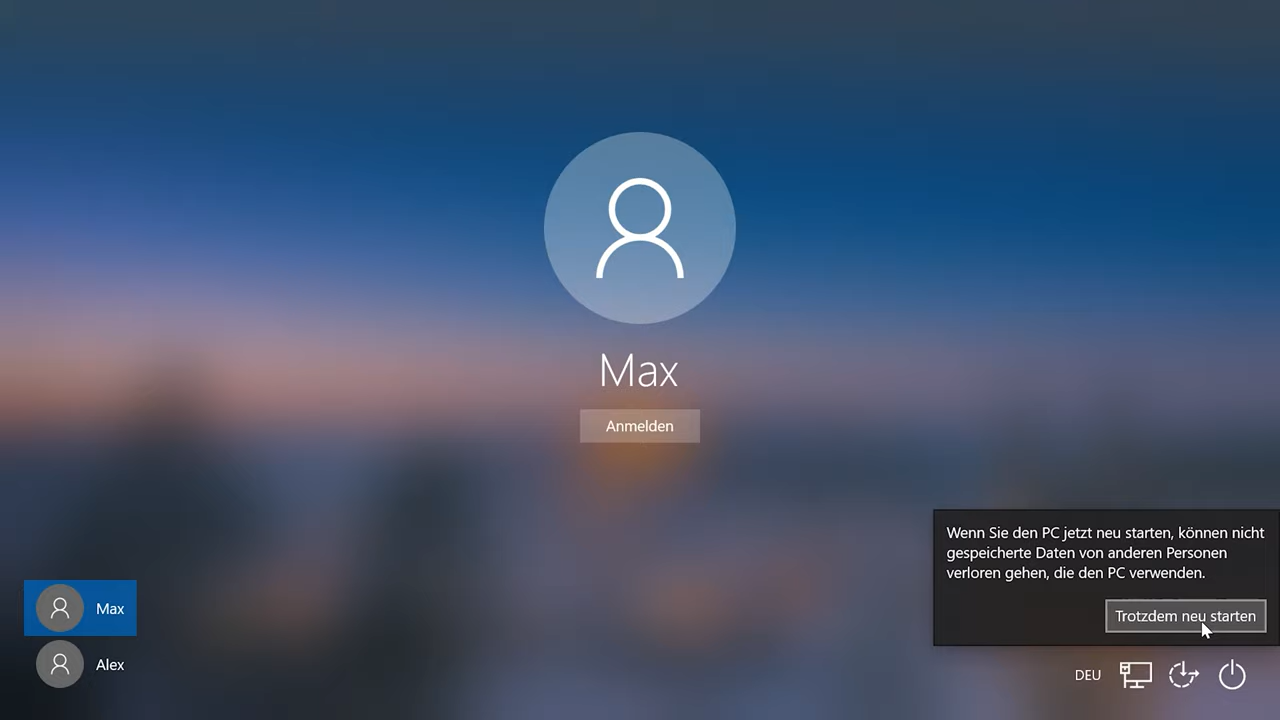 Max
Anmelden
Wenn Sie den PC jetzt neu starten, können nicht
gespeicherte Daten von anderen Personen
verloren gehen, die den PC verwenden.
Trotzdem neu starten
Max
Alex
DEU